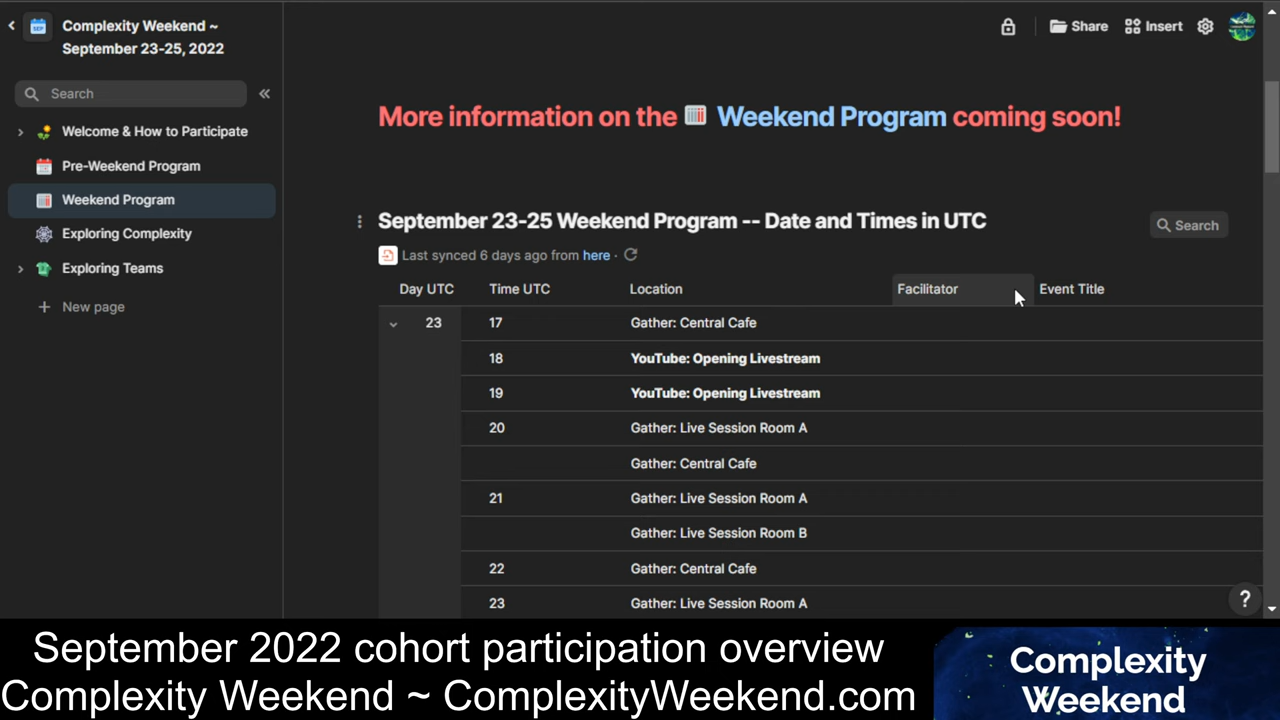 Complexity Weekend ~
September 23-25, 2022
Search
Welcome & How to Participate
Pre-Weekend Program
Weekend Program
Exploring Complexity
Exploring Teams
New page
Share
Insert
More information on the Weekend Program coming soon!
September 23-25 Weekend Program -- Date and Times in UTC
Search
Last synced 6 days ago from here ·
Day UTC Time UTC Location Facilitator Event Title
23 17 Gather: Central Cafe
18 YouTube: Opening Livestream
19 YouTube: Opening Livestream
20 Gather: Live Session Room A
Gather: Central Cafe
21 Gather: Live Session Room A
Gather: Live Session Room B
22 Gather: Central Cafe
23 Gather: Live Session Room A
?
September 2022 cohort participation overview
Complexity Weekend ~ ComplexityWeekend.com
Complexity
Weekend